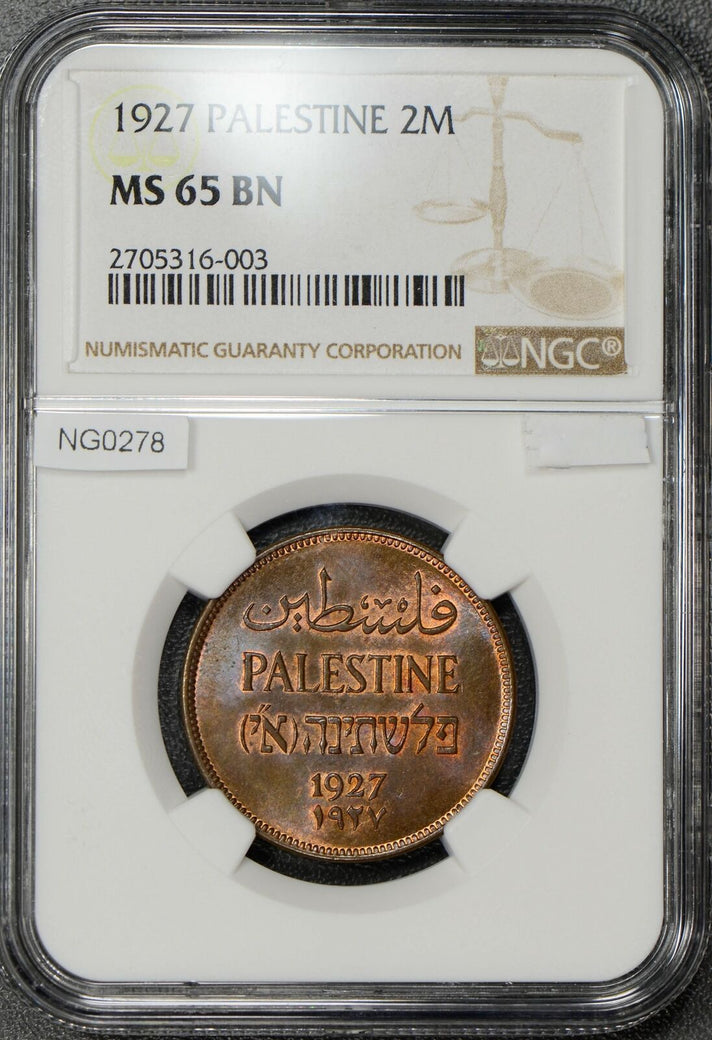 1927 PALESTINE 2M
MS 65 BN
2705316-003
NUMISMATIC GUARANTY CORPORATION
NGC®
NG0278
فلسطين
PALESTINE
פלשתינה (א״י)
1927
١٩٢٧